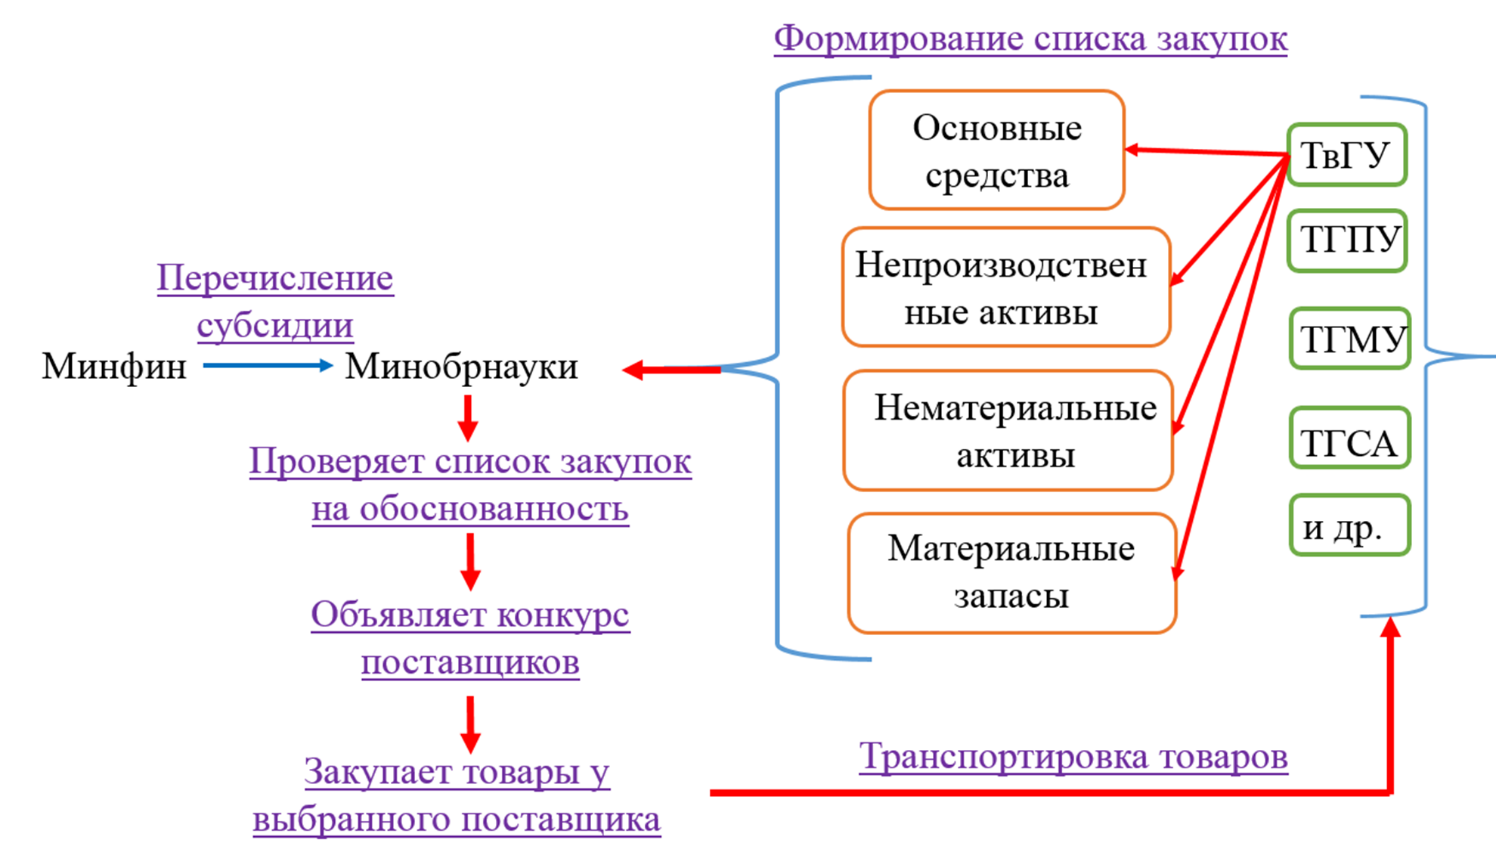 Формирование списка закупок
Основные
средства
Непроизводствен
ные активы
Нематериальные
активы
Материальные
запасы
ТвГУ
ТГПУ
ТГМУ
ТГСА
и др.
Перечисление
субсидии
Минфин
Минобрнауки
Проверяет список закупок
на обоснованность
Объявляет конкурс
поставщиков
Закупает товары у
выбранного поставщика
Транспортировка товаров